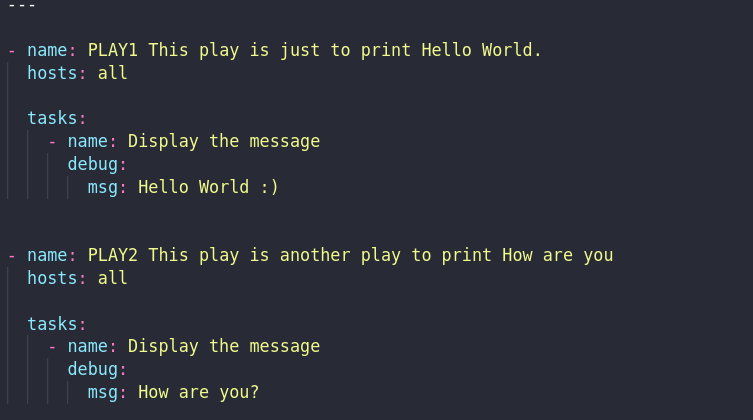 ---
- name: PLAY1 This play is just to print Hello World.
  hosts: all
  tasks:
    - name: Display the message
      debug:
        msg: Hello World :)
- name: PLAY2 This play is another play to print How are you
  hosts: all
  tasks:
    - name: Display the message
      debug:
        msg: How are you?